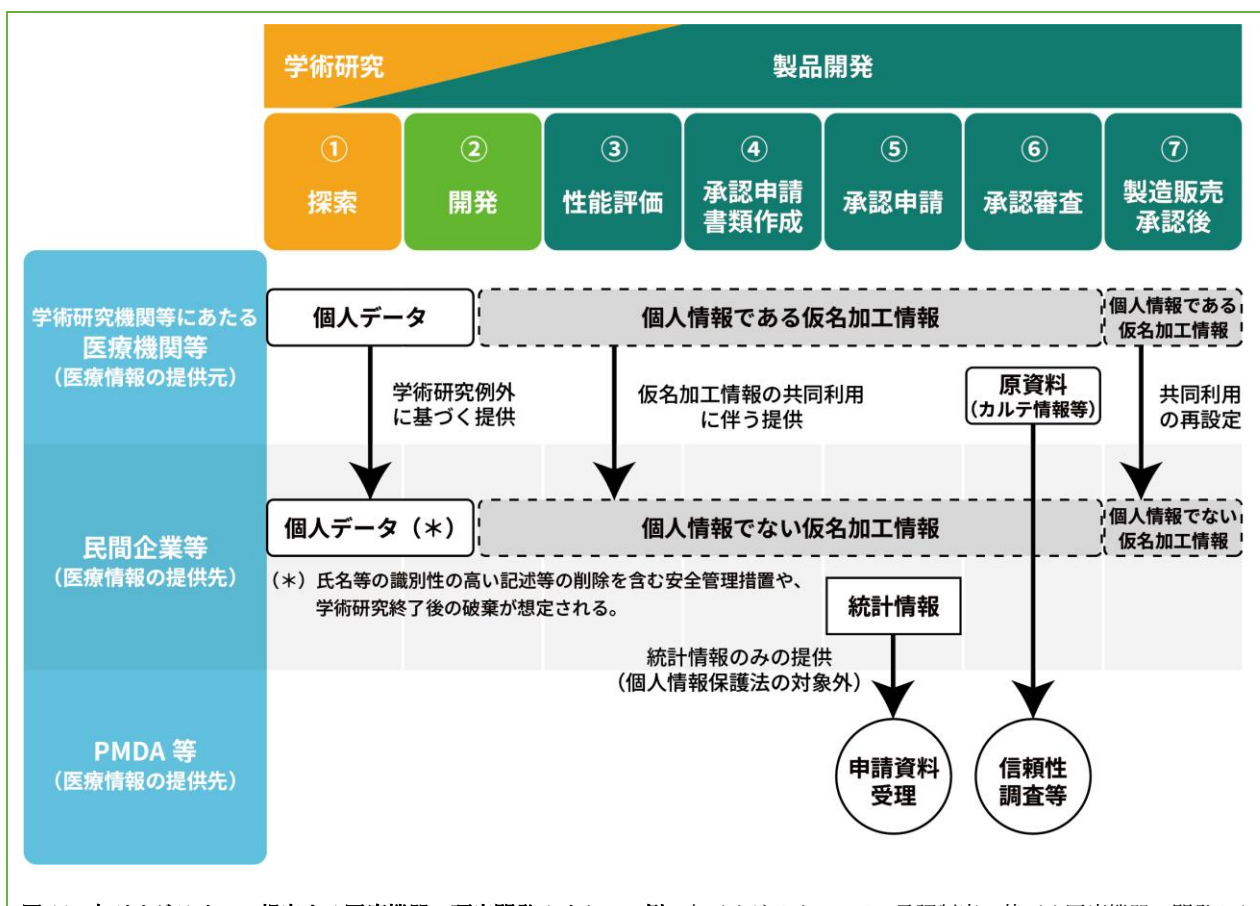 学術研究
製品開発
①
探索
②
開発
③
性能評価
④
承認申請
書類作成
⑤
承認申請
⑥
承認審査
⑦
製造販売
承認後
学術研究機関等にあたる
医療機関等
（医療情報の提供元）
個人データ
個人情報である仮名加工情報
個人情報である
仮名加工情報
学術研究例外
に基づく提供
仮名加工情報の共同利用
に伴う提供
原資料
（カルテ情報等）
共同利用
の再設定
民間企業等
（医療情報の提供先）
個人データ（＊）
個人情報でない仮名加工情報
個人情報でない
仮名加工情報
（＊）氏名等の識別性の高い記述等の削除を含む安全管理措置や、
学術研究終了後の破棄が想定される。
統計情報
統計情報のみの提供
（個人情報保護法の対象外）
PMDA 等
（医療情報の提供先）
申請資料
受理
信頼性
調査等